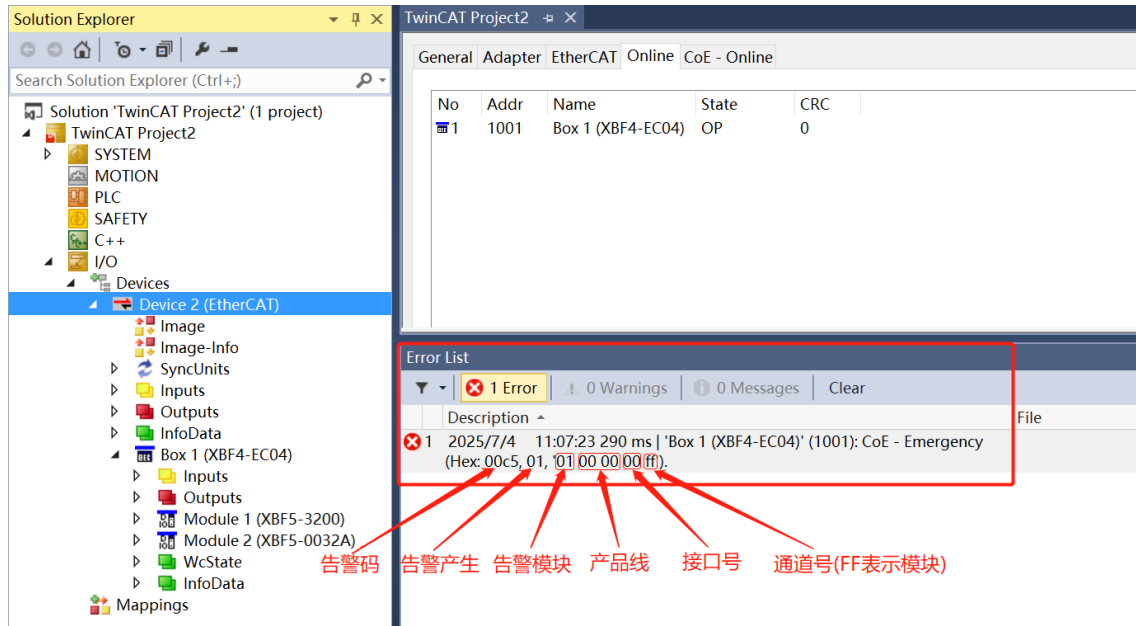 Solution Explorer
Search Solution Explorer (Ctrl+;)
Solution 'TwinCAT Project2' (1 project)
TwinCAT Project2
SYSTEM
MOTION
PLC
SAFETY
C++
I/O
Devices
Device 2 (EtherCAT)
Image
Image-Info
SyncUnits
Inputs
Outputs
InfoData
Box 1 (XBF4-EC04)
Inputs
Outputs
Module 1 (XBF5-3200)
Module 2 (XBF5-0032A)
WcState
InfoData
Mappings
TwinCAT Project2
General Adapter EtherCAT Online CoE - Online
No Addr Name State CRC
1 1001 Box 1 (XBF4-EC04) OP 0
Error List
1 Error 0 Warnings 0 Messages Clear
Description File
1 2025/7/4 11:07:23 290 ms | 'Box 1 (XBF4-EC04)' (1001): CoE - Emergency
(Hex: 00c5, 01, '01 00 00 00 ff').
告警码 告警产生 告警模块 产品线 接口号 通道号(FF表示模块)